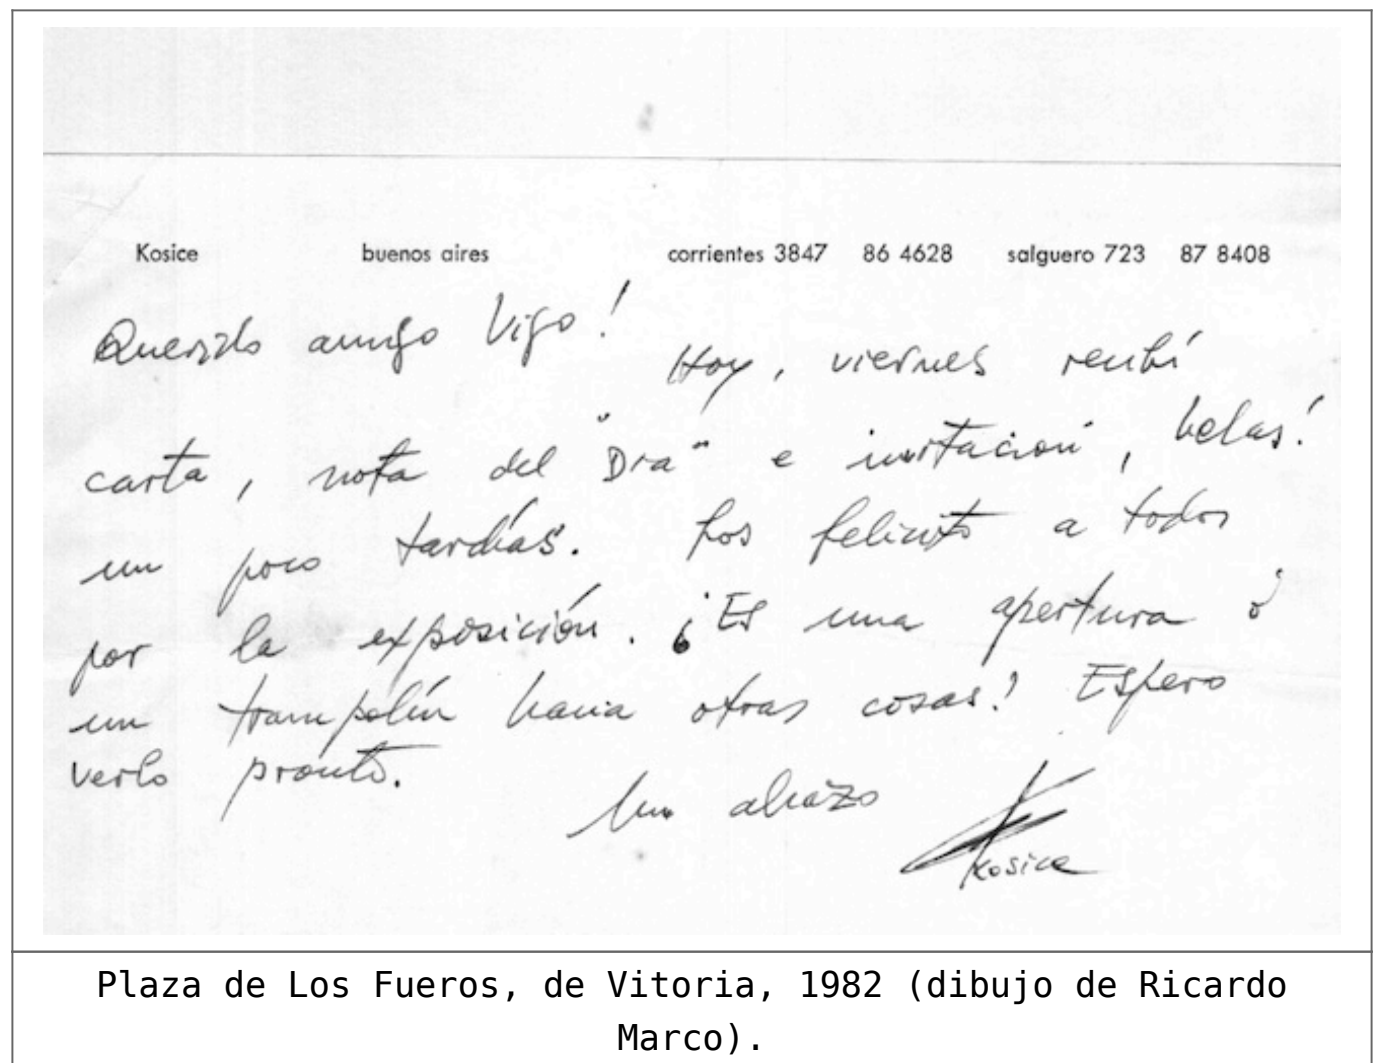 Kosice buenos aires corrientes 3847 86 4628 salguero 723 87 8408
Querido amigo Vigo!
Hoy, viernes recibí
carta, nota del "Dia" e invitación, helas!
un poco tardías. Los felicito a todos
por la exposición. ¿Es una apertura ó
un trampolín hacia otras cosas? Espero
verlo pronto.
Un abrazo
Kosice
Plaza de Los Fueros, de Vitoria, 1982 (dibujo de Ricardo
Marco).